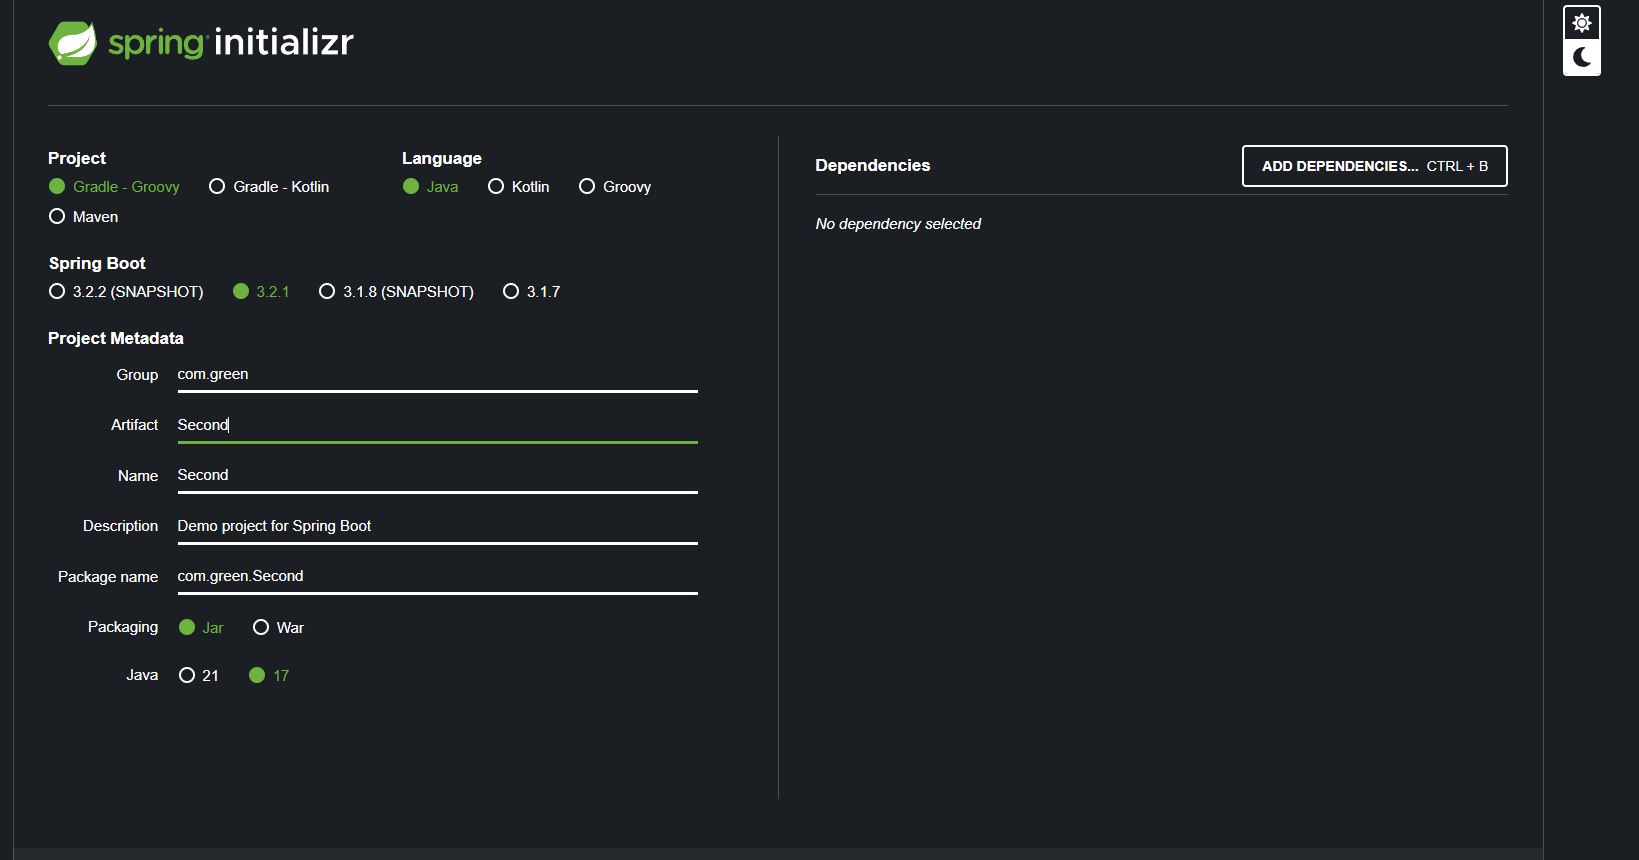 spring initializr
Project
Gradle - Groovy Gradle - Kotlin
Maven
Language
Java Kotlin Groovy
Spring Boot
3.2.2 (SNAPSHOT) 3.2.1 3.1.8 (SNAPSHOT) 3.1.7
Project Metadata
Group com.green
Artifact Second
Name Second
Description Demo project for Spring Boot
Package name com.green.Second
Packaging Jar War
Java 21 17
Dependencies
ADD DEPENDENCIES... CTRL + B
No dependency selected